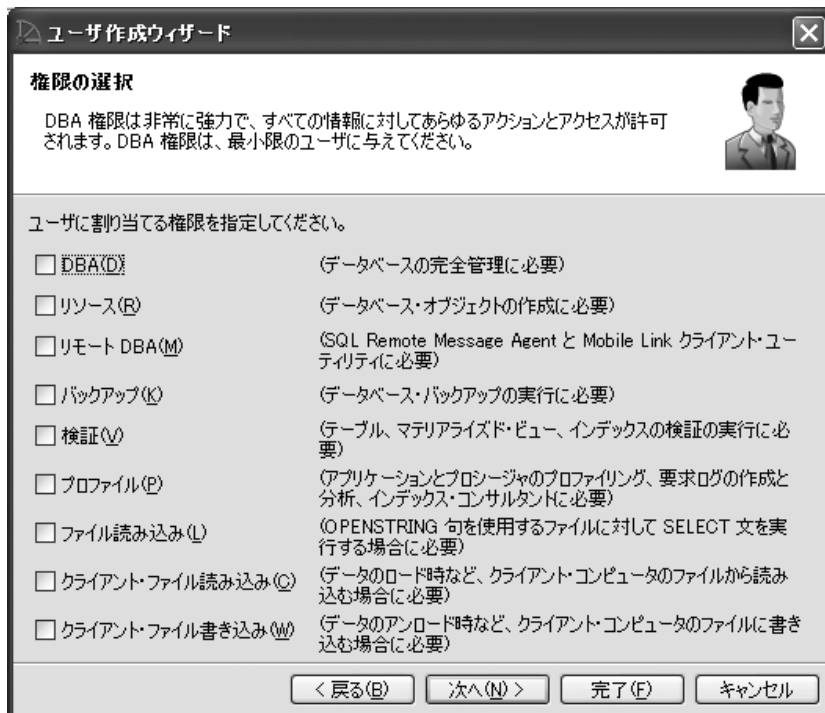 ユーザ作成ウィザード
権限の選択
DBA 権限は非常に強力で、すべての情報に対してあらゆるアクションとアクセスが許可
されます。DBA 権限は、最小限のユーザに与えてください。
ユーザに割り当てる権限を指定してください。
DBA(D) (データベースの完全管理に必要)
リソース(R) (データベース・オブジェクトの作成に必要)
リモート DBA(M) (SQL Remote Message Agent と Mobile Link クライアント・ユー
ティリティに必要)
バックアップ(K) (データベース・バックアップの実行に必要)
検証(V) (テーブル、マテリアライズド・ビュー、インデックスの検証の実行に必
要)
プロファイル(P) (アプリケーションとプロシージャのプロファイリング、要求ログの作成と
分析、インデックス・コンサルタントに必要)
ファイル読み込み(L) (OPENSTRING 句を使用するファイルに対して SELECT 文を実
行する場合に必要)
クライアント・ファイル読み込み(C) (データのロード時など、クライアント・コンピュータのファイルから読み
込む場合に必要)
クライアント・ファイル書き込み(W) (データのアンロード時など、クライアント・コンピュータのファイルに書き
込む場合に必要)
< 戻る(B) 次へ(N) > 完了(F) キャンセル